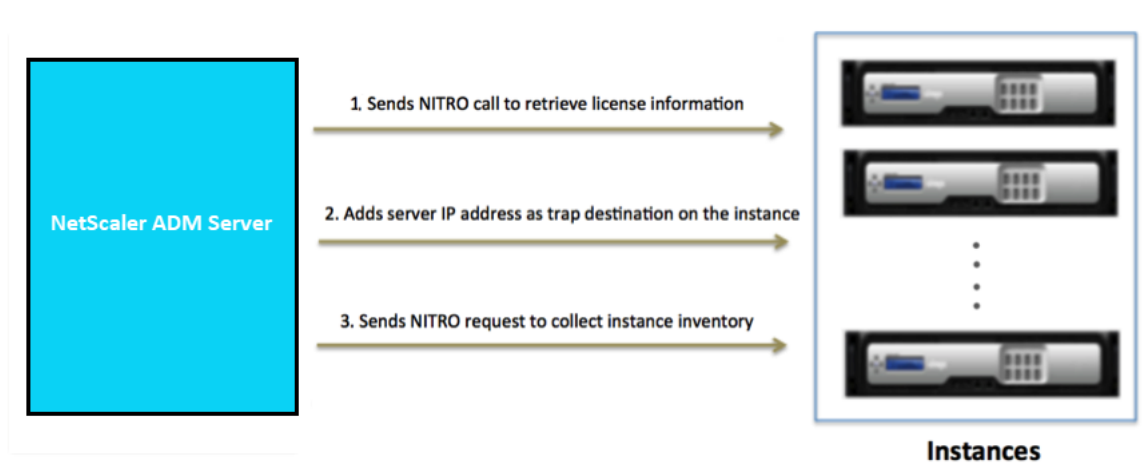 1. Sends NITRO call to retrieve license information
NetScaler ADM Server
2. Adds server IP address as trap destination on the instance
3. Sends NITRO request to collect instance inventory
Instances